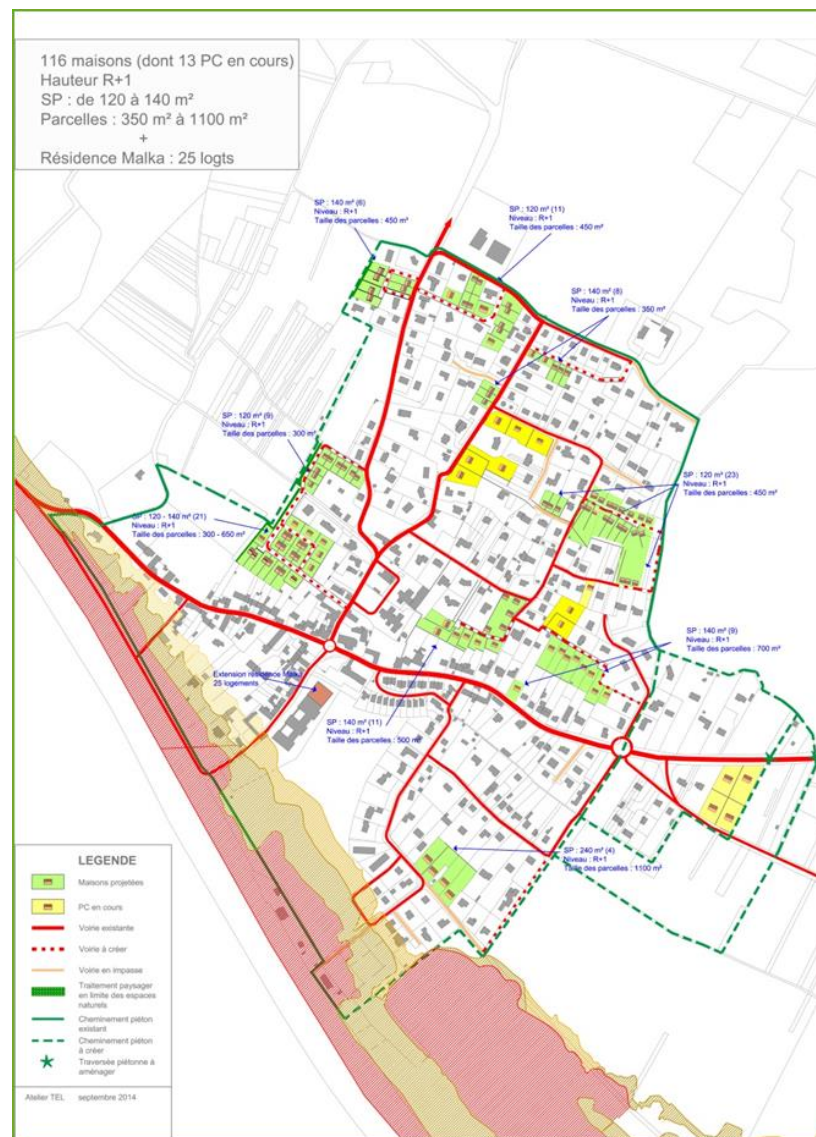 116 maisons (dont 13 PC en cours)
Hauteur R+1
SP : de 120 à 140 m²
Parcelles : 350 m² à 1100 m²
+
Résidence Malka : 25 logts
SP : 140 m² (6)
Niveau : R+1
Taille des parcelles : 450 m²
SP : 120 m² (11)
Niveau : R+1
Taille des parcelles : 450 m²
SP : 140 m² (8)
Niveau : R+1
Taille des parcelles : 350 m²
SP : 120 m² (9)
Niveau : R+1
Taille des parcelles : 300 m²
SP : 120 m² (23)
Niveau : R+1
Taille des parcelles : 450 m²
SP : 120 - 140 m² (21)
Niveau : R+1
Taille des parcelles : 300 - 650 m²
SP : 140 m² (9)
Niveau : R+1
Taille des parcelles : 700 m²
Extension résidence Malka
25 logements
SP : 140 m² (11)
Niveau : R+1
Taille des parcelles : 500 m²
SP : 240 m² (4)
Niveau : R+1
Taille des parcelles : 1100 m²
LEGENDE
Maisons projetées
PC en cours
Voirie existante
Voirie à créer
Voirie en impasse
Traitement paysager
en limite des espaces
naturels
Cheminement piéton
existant
Cheminement piéton
à créer
Traversée piétonne à
aménager
Atelier TEL septembre 2014